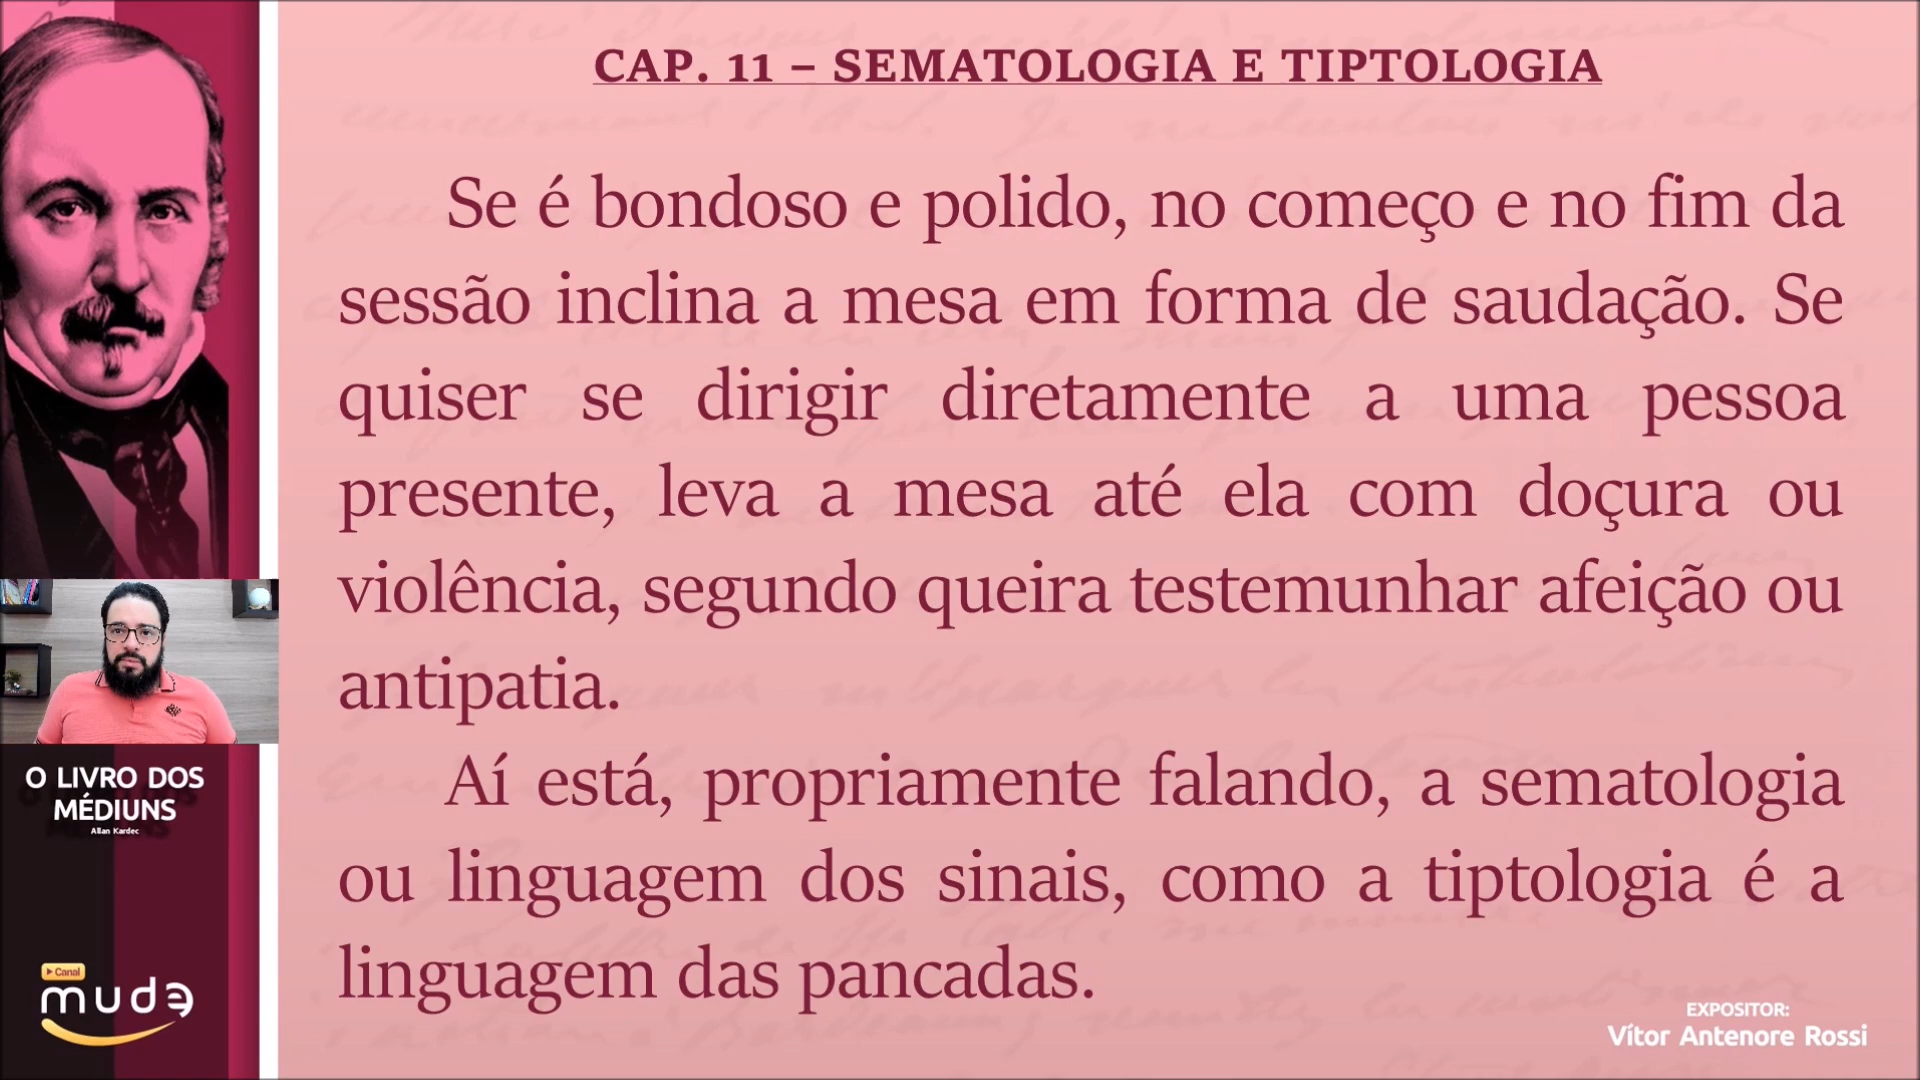 CAP. 11 – SEMATOLOGIA E TIPTOLOGIA
Se é bondoso e polido, no começo e no fim da
sessão inclina a mesa em forma de saudação. Se
quiser se dirigir diretamente a uma pessoa
presente, leva a mesa até ela com doçura ou
violência, segundo queira testemunhar afeição ou
antipatia.
Aí está, propriamente falando, a sematologia
ou linguagem dos sinais, como a tiptologia é a
linguagem das pancadas.
O LIVRO DOS
MÉDIUNS
Allan Kardec
Canal
mude
EXPOSITOR:
Vítor Antenore Rossi